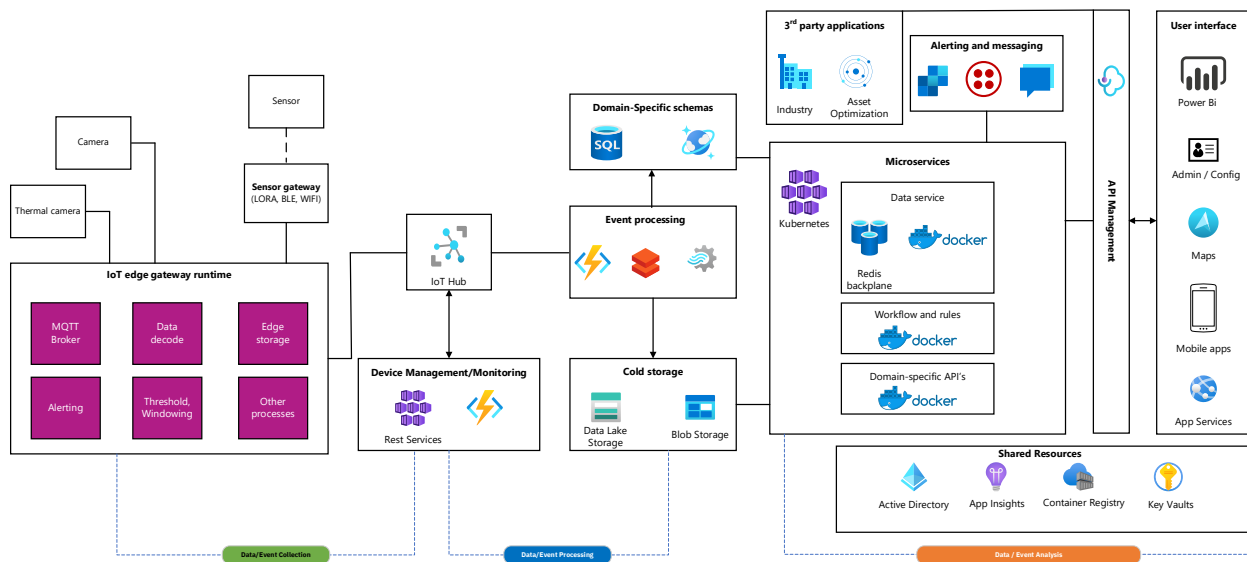 Sensor
Camera
Thermal camera
Sensor gateway
(LORA, BLE, WIFI)
IoT edge gateway runtime
MQTT
Broker
Data
decode
Edge
storage
Alerting
Threshold,
Windowing
Other
processes
IoT Hub
Device Management/Monitoring
Rest Services
Domain-Specific schemas
SQL
Event processing
Cold storage
Data Lake
Storage
Blob Storage
3rd party applications
Industry
Asset
Optimization
Alerting and messaging
Microservices
Kubernetes
Data service
docker
Redis
backplane
Workflow and rules
docker
Domain-specific API's
docker
API Management
User interface
Power Bi
Admin / Config
Maps
Mobile apps
App Services
Shared Resources
Active Directory
App Insights
Container Registry
Key Vaults
Data/Event Collection
Data/Event Processing
Data / Event Analysis